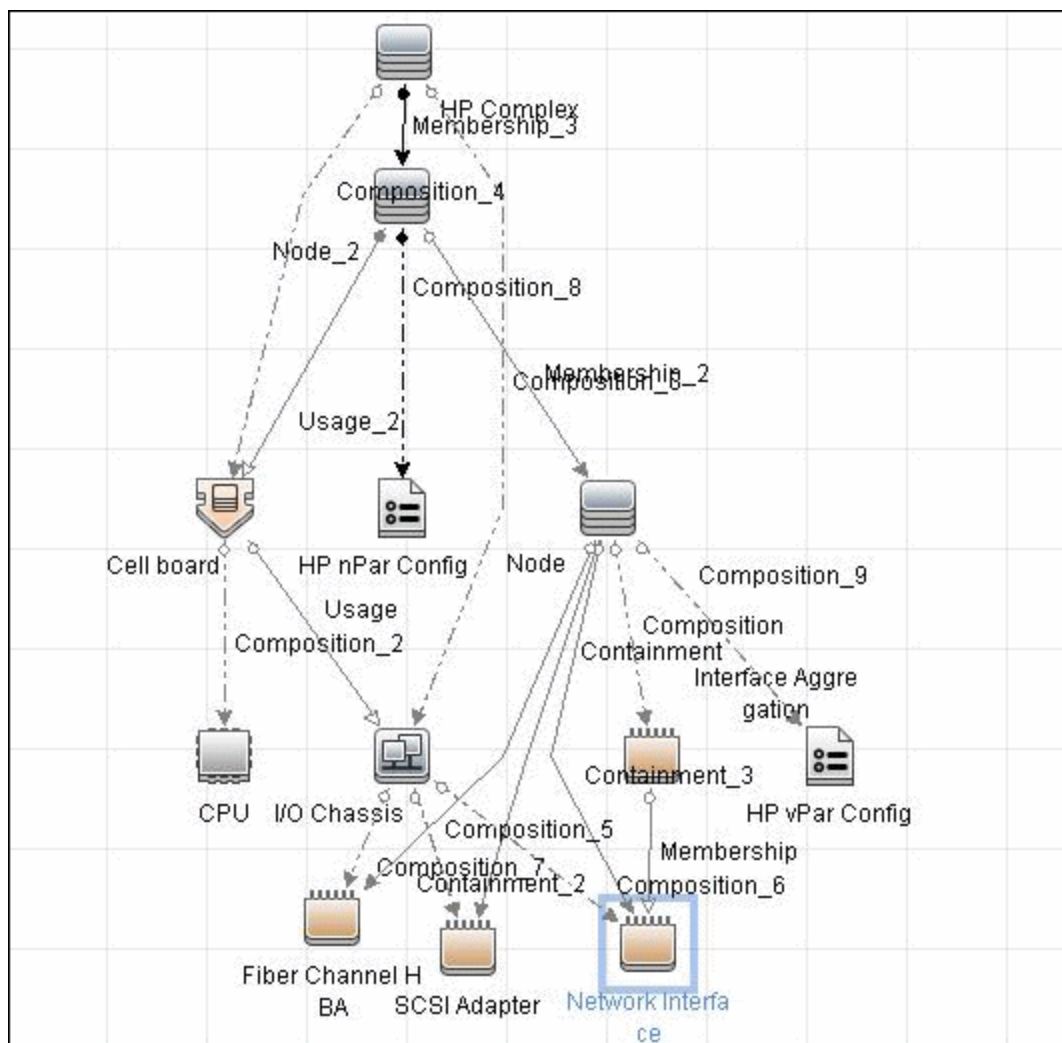 HP Complex
Membership_3
Composition_4
Node_2
Composition_8
Membership_2
Composition_3
Usage_2
Cell board
HP nPar Config
Node
Composition_9
Usage
Composition_2
Composition
Containment
Interface Aggre
gation
CPU
I/O Chassis
Containment_3
HP vPar Config
Composition_5
Membership
Composition_7
Containment_2
Composition_6
Fiber Channel H
BA
SCSI Adapter
Network Interfa
ce